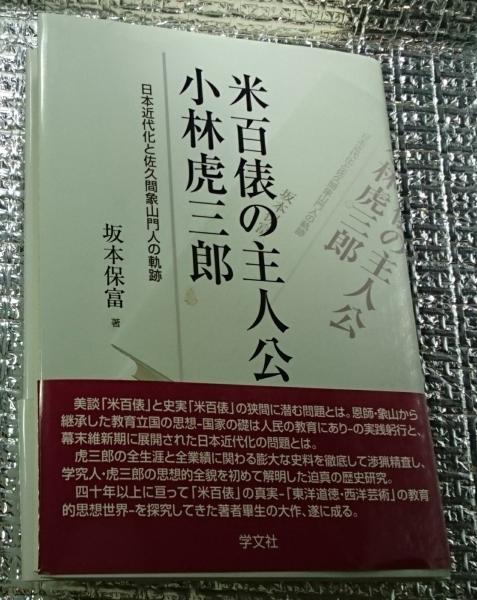 米百俵の主人公
小林虎三郎
日本近代化と佐久間象山門人の軌跡
坂本保富 著
美談「米百俵」と史実「米百俵」の狭間に潜む問題とは。恩師・象山から
継承した教育立国の思想-国家の礎は人民の教育にあり-の実践躬行と、
幕末維新期に展開された日本近代化の問題とは。
虎三郎の全生涯と全業績に関わる膨大な史料を徹底して渉猟精査し、
学究人・虎三郎の思想的全貌を初めて解明した迫真の歴史研究。
四十年以上に亘って「米百俵」の真実-「東洋道徳・西洋芸術」の教育
的思想世界-を探究してきた著者畢生の大作、遂に成る。
学文社